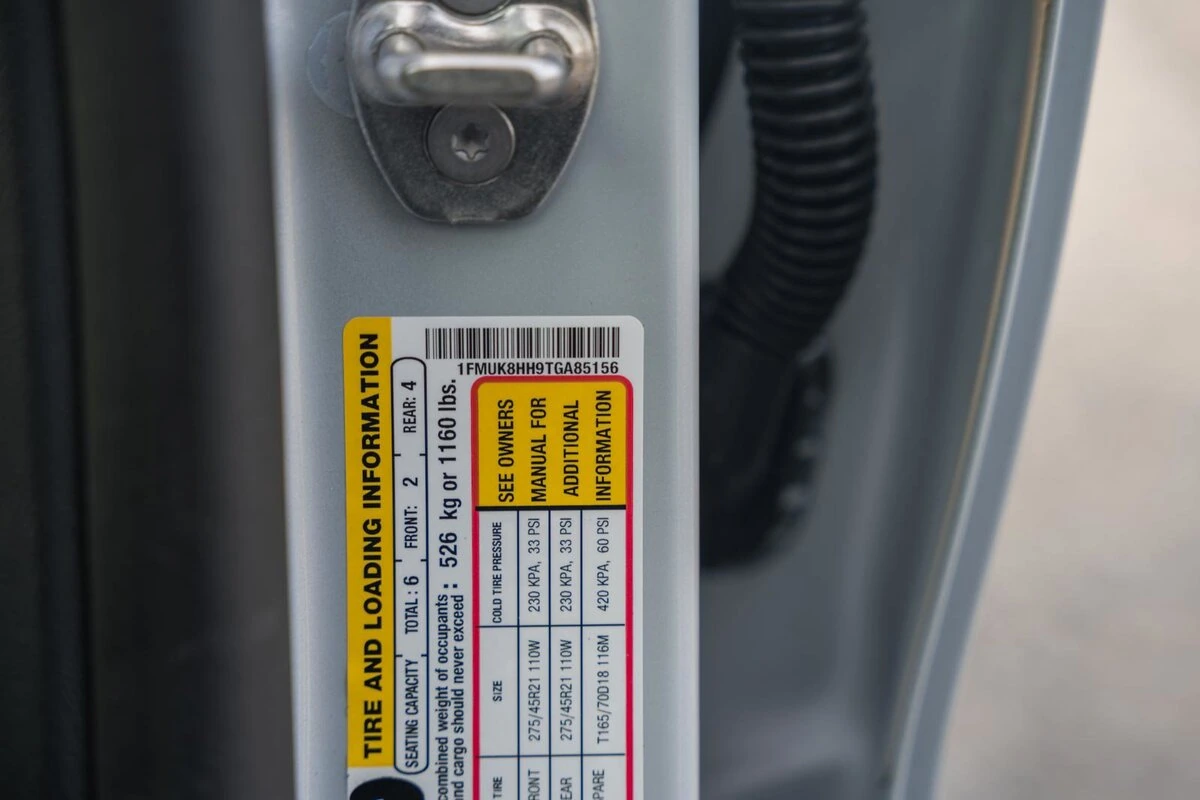 1FMUK8HH9TGA85156
TIRE AND LOADING INFORMATION
SEATING CAPACITY TOTAL: 6 FRONT: 2 REAR: 4
combined weight of occupants
and cargo should never exceed : 526 kg or 1160 lbs.
TIRE SIZE COLD TIRE PRESSURE
RONT 275/45R21 110W 230 KPA, 33 PSI
EAR 275/45R21 110W 230 KPA, 33 PSI
PARE T165/70D18 116M 420 KPA, 60 PSI
SEE OWNERS
MANUAL FOR
ADDITIONAL
INFORMATION